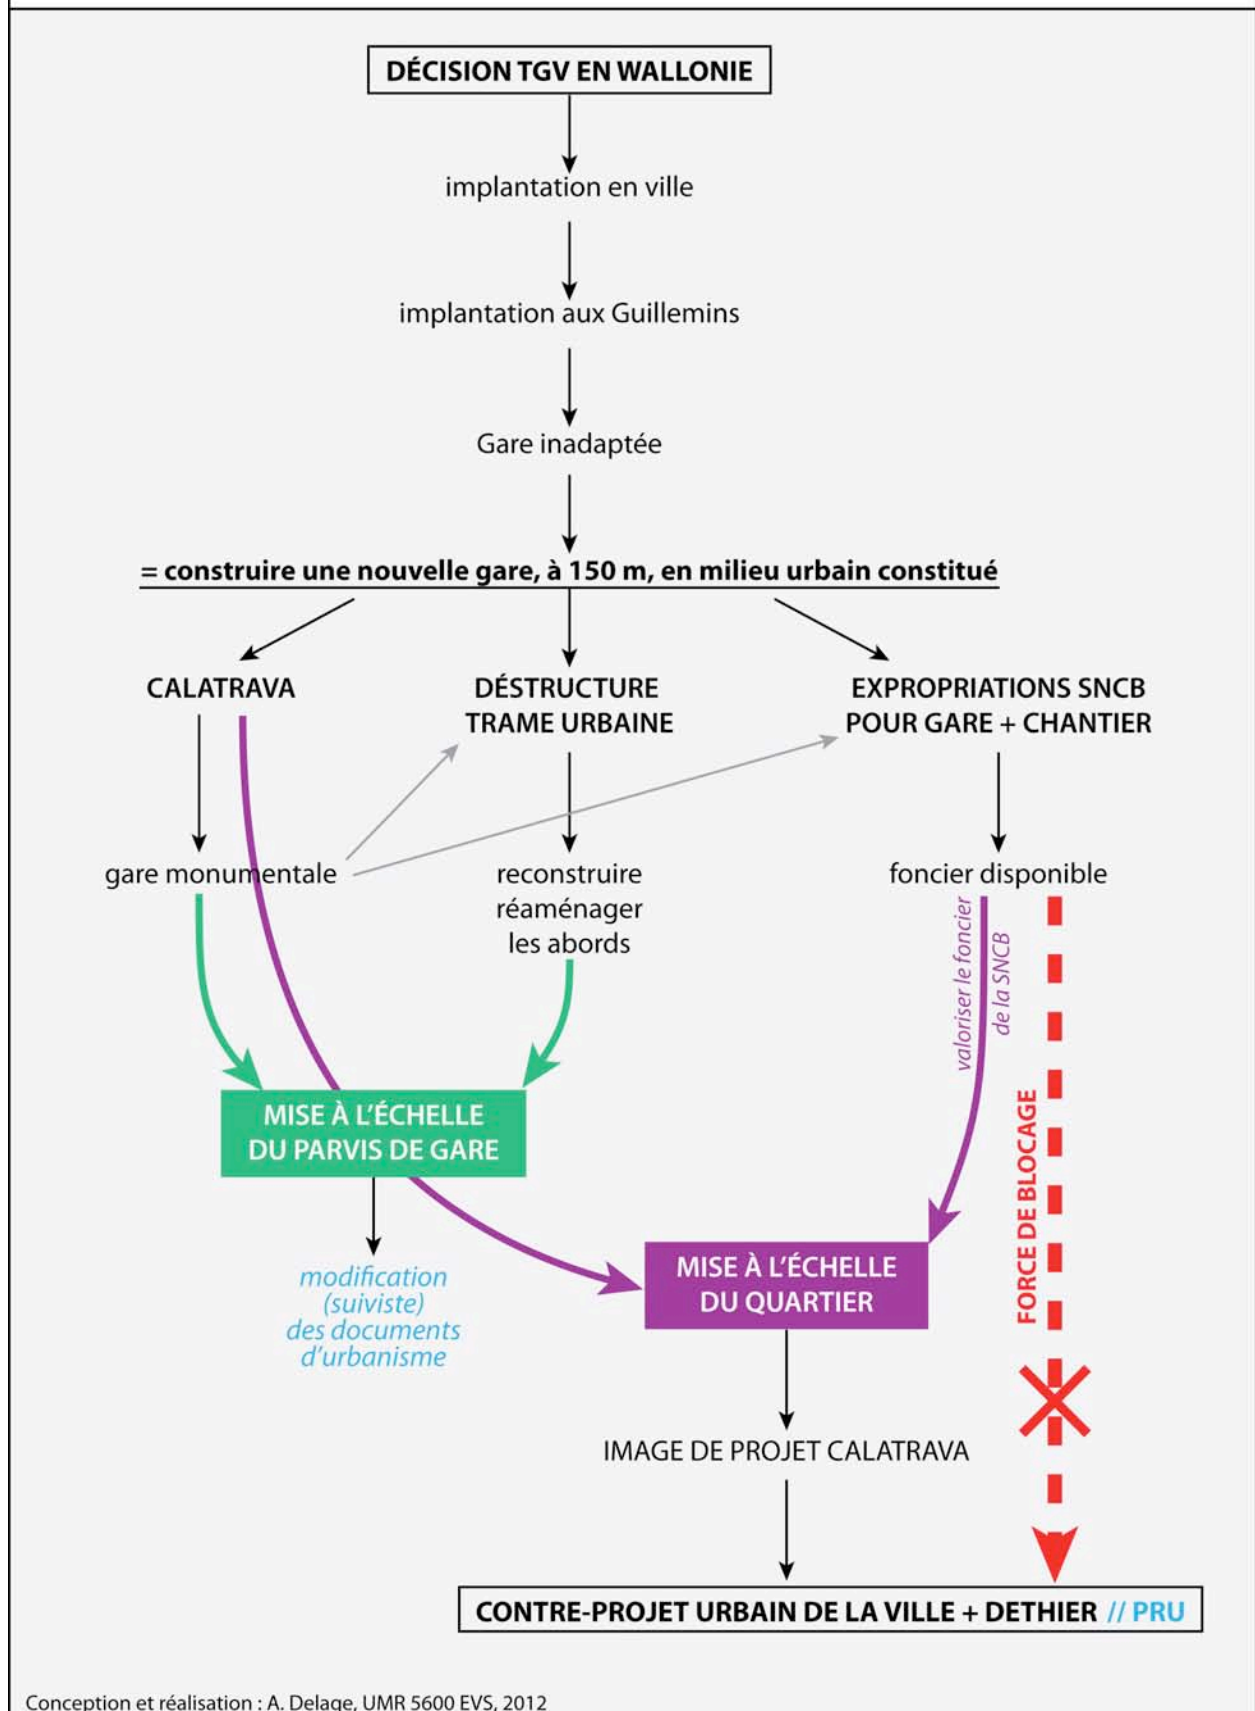 DÉCISION TGV EN WALLONIE
implantation en ville
implantation aux Guillemins
Gare inadaptée
= construire une nouvelle gare, à 150 m, en milieu urbain constitué
CALATRAVA
DÉSTRUCTURE
TRAME URBAINE
EXPROPRIATIONS SNCB
POUR GARE + CHANTIER
gare monumentale
reconstruire
réaménager
les abords
foncier disponible
valoriser le foncier
de la SNCB
FORCE DE BLOCAGE
MISE À L'ÉCHELLE
DU PARVIS DE GARE
modification
(suiviste)
des documents
d'urbanisme
MISE À L'ÉCHELLE
DU QUARTIER
IMAGE DE PROJET CALATRAVA
CONTRE-PROJET URBAIN DE LA VILLE + DETHIER // PRU
Conception et réalisation : A. Delage, UMR 5600 EVS, 2012